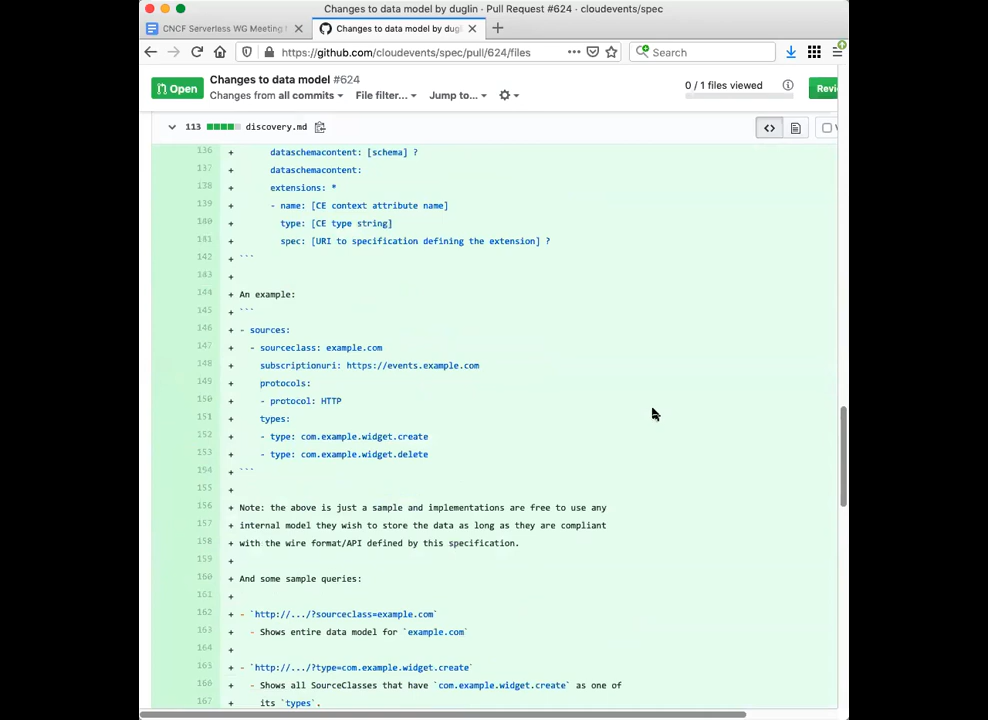 Changes to data model by duglin · Pull Request #624 · cloudevents/spec
CNCF Serverless WG Meeting
Changes to data model by duglin
https://github.com/cloudevents/spec/pull/624/files
Search
Open
Changes to data model #624
Changes from all commits
File filter...
Jump to...
0 / 1 files viewed
Revi
113 discovery.md
136 + dataschemacontent: [schema] ?
137 + dataschemacontent:
138 + extensions: *
139 + - name: [CE context attribute name]
140 + type: [CE type string]
141 + spec: [URI to specification defining the extension] ?
142 + ```
143 +
144 + An example:
145 + ```
146 + - sources:
147 + - sourceclass: example.com
148 + subscriptionuri: https://events.example.com
149 + protocols:
150 + - protocol: HTTP
151 + types:
152 + - type: com.example.widget.create
153 + - type: com.example.widget.delete
154 + ```
155 +
156 + Note: the above is just a sample and implementations are free to use any
157 + internal model they wish to store the data as long as they are compliant
158 + with the wire format/API defined by this specification.
159 +
160 + And some sample queries:
161 +
162 + - `http://.../?sourceclass=example.com`
163 + - Shows entire data model for `example.com`
164 +
165 + - `http://.../?type=com.example.widget.create`
166 + - Shows all SourceClasses that have `com.example.widget.create` as one of
167 + its `types`.